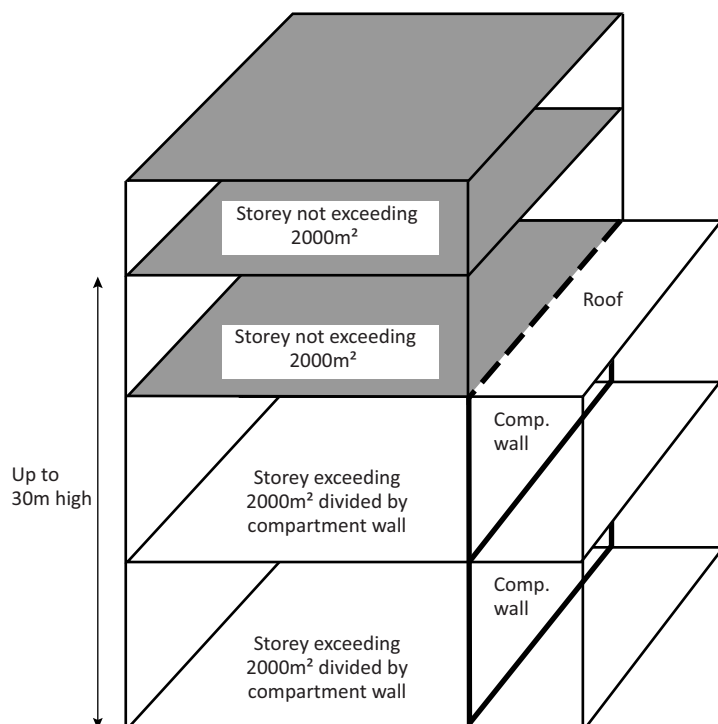 Storey not exceeding
2000m²
Roof
Storey not exceeding
2000m²
Comp.
wall
Up to
30m high
Storey exceeding
2000m² divided by
compartment wall
Comp.
wall
Storey exceeding
2000m² divided by
compartment wall